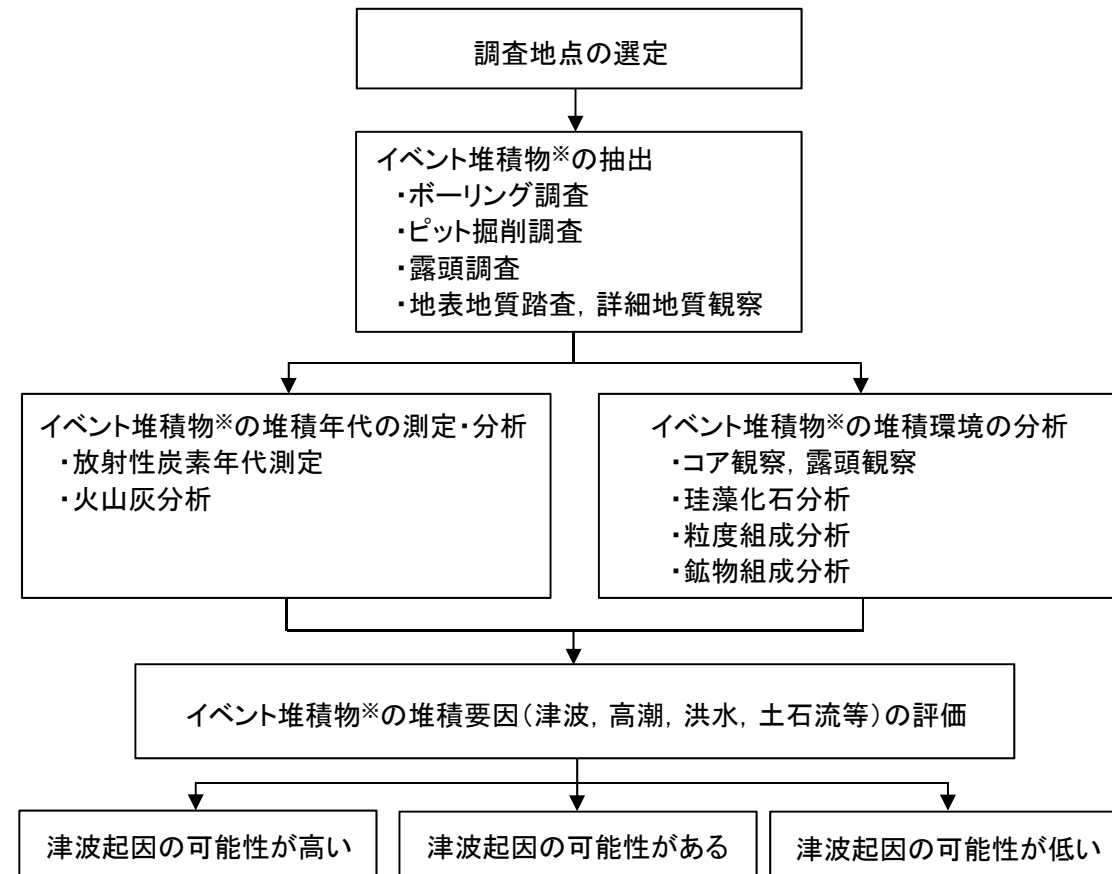 調査地点の選定
イベント堆積物※の抽出
・ボーリング調査
・ピット掘削調査
・露頭調査
・地表地質踏査, 詳細地質観察
イベント堆積物※の堆積年代の測定・分析
・放射性炭素年代測定
・火山灰分析
イベント堆積物※の堆積環境の分析
・コア観察, 露頭観察
・珪藻化石分析
・粒度組成分析
・鉱物組成分析
イベント堆積物※の堆積要因(津波, 高潮, 洪水, 土石流等)の評価
津波起因の可能性が高い
津波起因の可能性がある
津波起因の可能性が低い